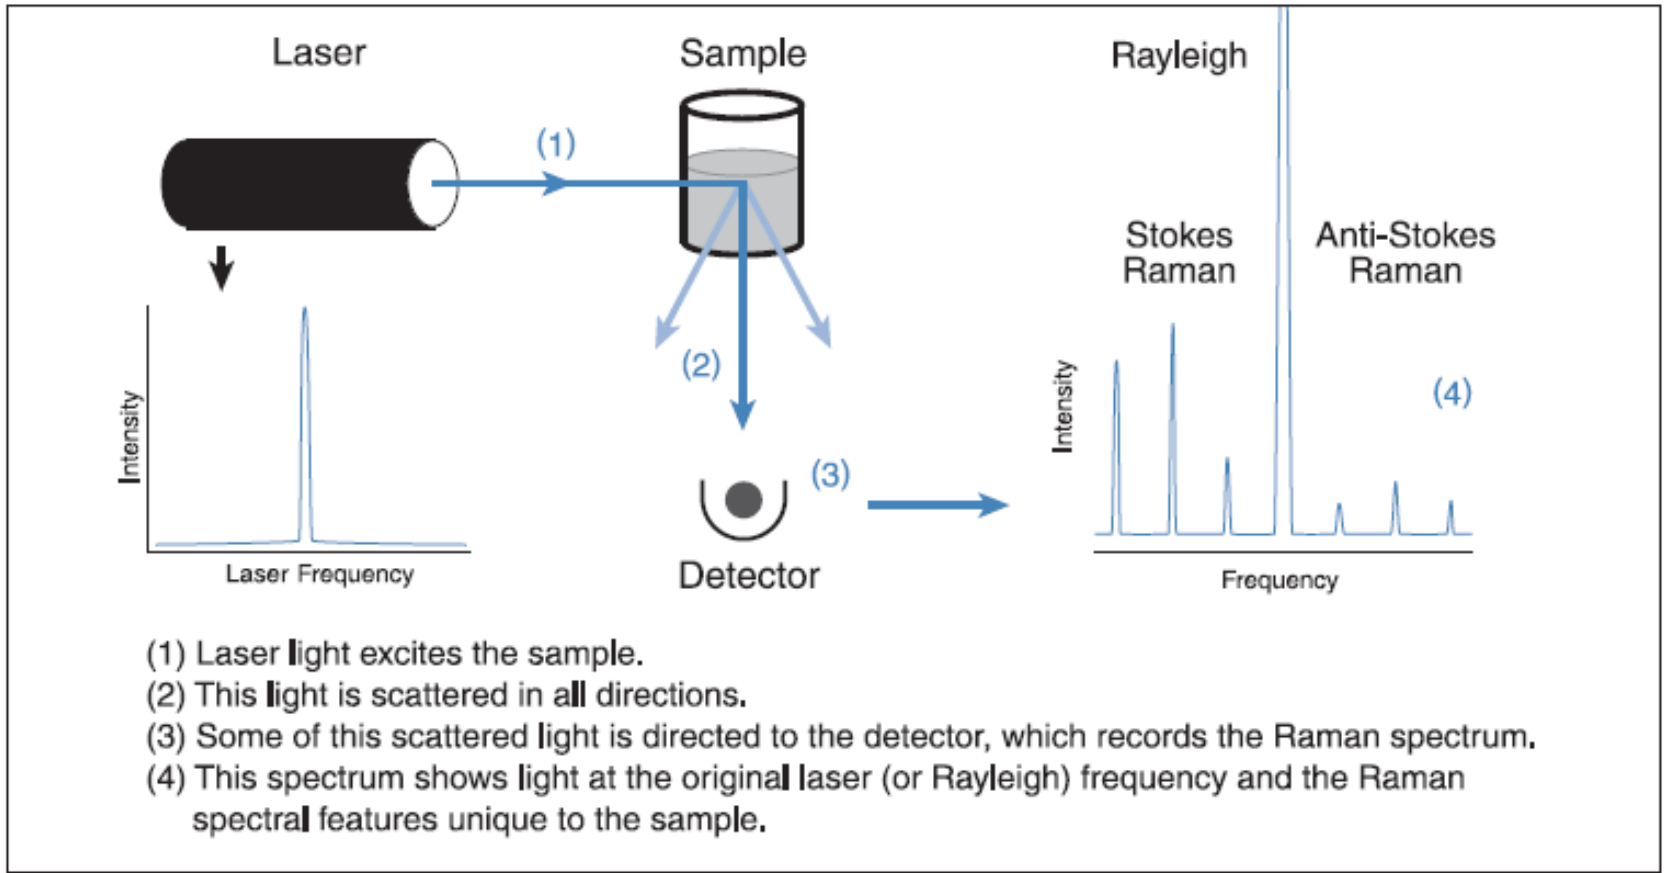 Laser
Sample
Rayleigh
(1)
Stokes
Raman
Anti-Stokes
Raman
(2)
(3)
(4)
Intensity
Laser Frequency
Detector
Intensity
Frequency
(1) Laser light excites the sample.
(2) This light is scattered in all directions.
(3) Some of this scattered light is directed to the detector, which records the Raman spectrum.
(4) This spectrum shows light at the original laser (or Rayleigh) frequency and the Raman
spectral features unique to the sample.